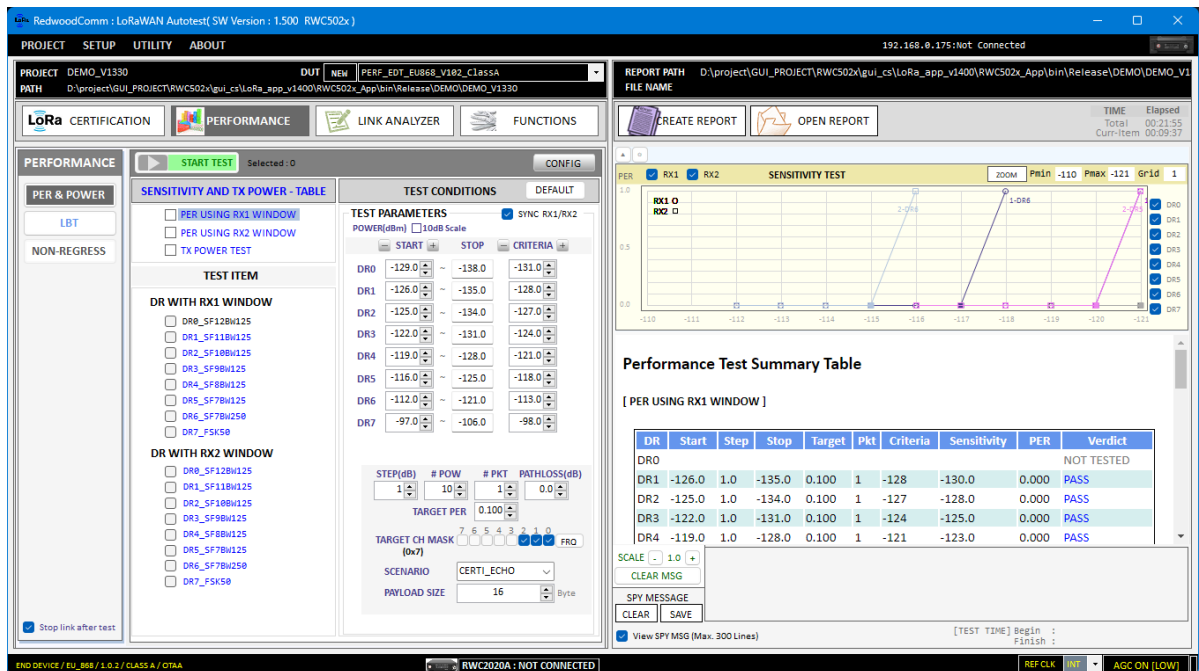 RedwoodComm : LoRaWAN Autotest( SW Version : 1.500 RWC502x )
PROJECT SETUP UTILITY ABOUT
192.168.0.175:Not Connected
PROJECT DEMO_V1330 DUT NEW PERF_EDT_EU868_V102_ClassA
PATH D:\project\GUI_PROJECT\RWC502x\gui_cs\LoRa_app_v1400\RWC502x_App\bin\Release\DEMO\DEMO_V1330
REPORT PATH D:\project\GUI_PROJECT\RWC502x\gui_cs\LoRa_app_v1400\RWC502x_App\bin\Release\DEMO\DEMO_V1
FILE NAME
LoRa CERTIFICATION PERFORMANCE LINK ANALYZER FUNCTIONS
CREATE REPORT OPEN REPORT
TIME Elapsed
Total 00:21:55
Curr-Item 00:09:37
PERFORMANCE
PER & POWER
LBT
NON-REGRESS
Stop link after test
START TEST Selected : 0 CONFIG
SENSITIVITY AND TX POWER - TABLE
PER USING RX1 WINDOW
PER USING RX2 WINDOW
TX POWER TEST
TEST ITEM
DR WITH RX1 WINDOW
DR0_SF12BW125
DR1_SF11BW125
DR2_SF10BW125
DR3_SF9BW125
DR4_SF8BW125
DR5_SF7BW125
DR6_SF7BW250
DR7_FSK50
DR WITH RX2 WINDOW
DR0_SF12BW125
DR1_SF11BW125
DR2_SF10BW125
DR3_SF9BW125
DR4_SF8BW125
DR5_SF7BW125
DR6_SF7BW250
DR7_FSK50
TEST CONDITIONS DEFAULT
TEST PARAMETERS SYNC RX1/RX2
POWER(dBm) 10dB Scale
- START + STOP - CRITERIA +
DR0 -129.0 ~ -138.0 -131.0
DR1 -126.0 ~ -135.0 -128.0
DR2 -125.0 ~ -134.0 -127.0
DR3 -122.0 ~ -131.0 -124.0
DR4 -119.0 ~ -128.0 -121.0
DR5 -116.0 ~ -125.0 -118.0
DR6 -112.0 ~ -121.0 -113.0
DR7 -97.0 ~ -106.0 -98.0
STEP(dB) # POW # PKT PATHLOSS(dB)
1 10 1 0.0
TARGET PER 0.100
7 6 5 4 3 2 1 0
TARGET CH MASK FRQ
(0x7)
SCENARIO CERTI_ECHO
PAYLOAD SIZE 16 Byte
PER RX1 RX2 SENSITIVITY TEST ZOOM Pmin -110 Pmax -121 Grid 1
1.0
0.5
0.0
RX1 O
RX2 □
2-DR6
1-DR6
-110 -111 -112 -113 -114 -115 -116 -117 -118 -119 -120 -121
DR0
DR1
DR2
DR3
DR4
DR5
DR6
DR7
Performance Test Summary Table
[ PER USING RX1 WINDOW ]
DR Start Step Stop Target Pkt Criteria Sensitivity PER Verdict
DR0 NOT TESTED
DR1 -126.0 1.0 -135.0 0.100 1 -128 -130.0 0.000 PASS
DR2 -125.0 1.0 -134.0 0.100 1 -127 -128.0 0.000 PASS
DR3 -122.0 1.0 -131.0 0.100 1 -124 -125.0 0.000 PASS
DR4 -119.0 1.0 -128.0 0.100 1 -121 -123.0 0.000 PASS
SCALE - 1.0 +
CLEAR MSG
SPY MESSAGE
CLEAR SAVE
View SPY MSG (Max. 300 Lines)
[TEST TIME] Begin :
Finish :
END DEVICE / EU_868 / 1.0.2 / CLASS A / OTAA
RWC2020A : NOT CONNECTED
REF CLK INT AGC ON [LOW]